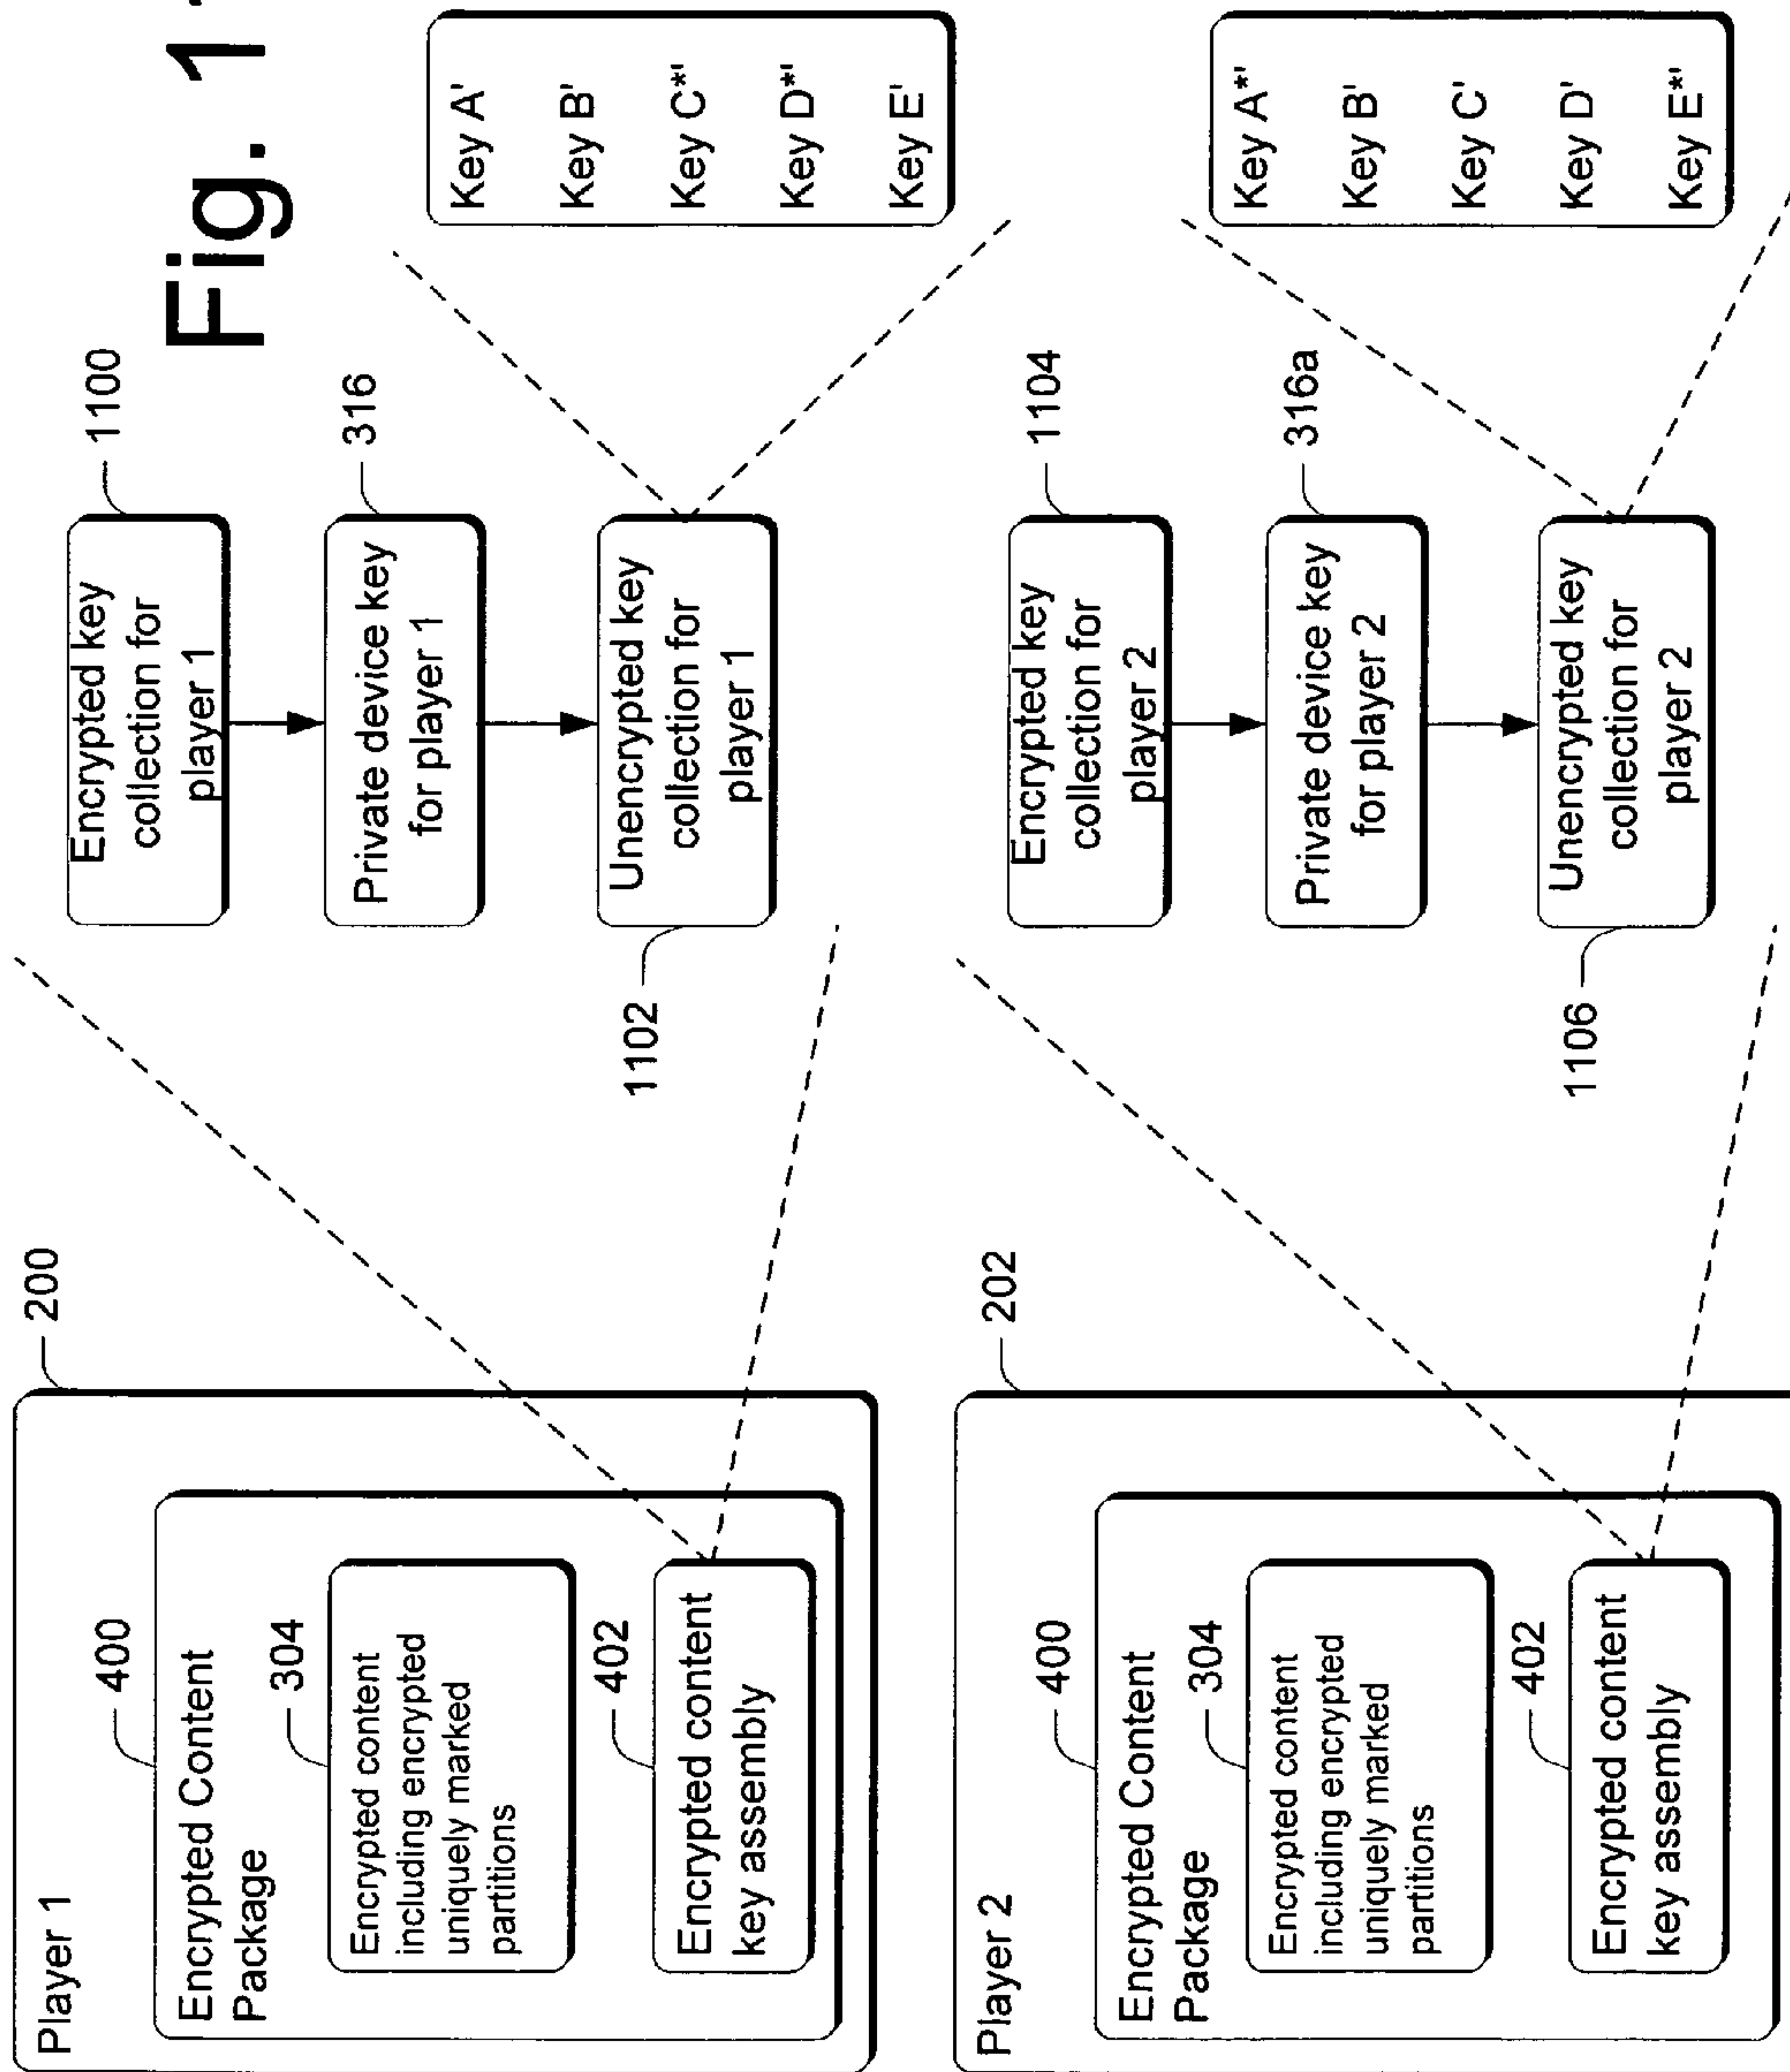 Fig. 1
Player 1
200
400
Encrypted Content
Package
304
Encrypted content
including encrypted
uniquely marked
partitions
402
Encrypted content
key assembly
Encrypted key
collection for
player 1
1100
Private device key
for player 1
316
Unencrypted key
collection for
player 1
1102
Key A'
Key B'
Key C*'
Key D*'
Key E'
Player 2
202
400
Encrypted Content
Package
304
Encrypted content
including encrypted
uniquely marked
partitions
402
Encrypted content
key assembly
Encrypted key
collection for
player 2
1104
Private device key
for player 2
316a
Unencrypted key
collection for
player 2
1106
Key A*'
Key B'
Key C'
Key D'
Key E*'